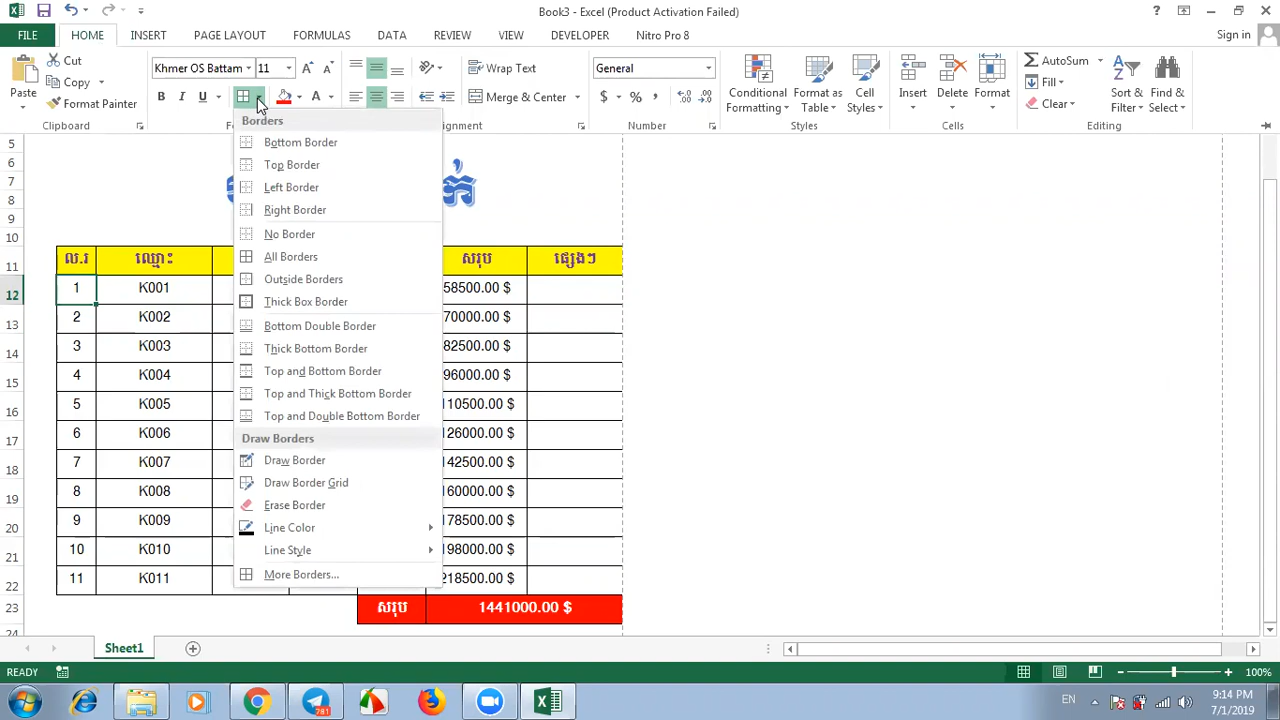 Book3 - Excel (Product Activation Failed)
?
FILE HOME INSERT PAGE LAYOUT FORMULAS DATA REVIEW VIEW DEVELOPER Nitro Pro 8 Sign in
Paste Cut Copy Format Painter
Khmer OS Battam 11
B I U A
Wrap Text
Merge & Center
General
$ % ,
Conditional Formatting
Format as Table
Cell Styles
Insert Delete Format
AutoSum
Fill
Clear
Sort & Filter
Find & Select
Clipboard Number Styles Cells Editing
Borders
Bottom Border
Top Border
Left Border
Right Border
No Border
All Borders
Outside Borders
Thick Box Border
Bottom Double Border
Thick Bottom Border
Top and Bottom Border
Top and Thick Bottom Border
Top and Double Bottom Border
Draw Borders
Draw Border
Draw Border Grid
Erase Border
Line Color
Line Style
More Borders...
5
6
7
8
9
10
11 ល.រ ឈ្មោះ សរុប ផ្សេងៗ
12 1 K001 58500.00 $
13 2 K002 70000.00 $
14 3 K003 82500.00 $
15 4 K004 96000.00 $
16 5 K005 110500.00 $
17 6 K006 126000.00 $
18 7 K007 142500.00 $
19 8 K008 160000.00 $
20 9 K009 178500.00 $
21 10 K010 198000.00 $
22 11 K011 218500.00 $
23 សរុប 1441000.00 $
24
Sheet1
READY 100%
281
EN 9:14 PM
7/1/2019